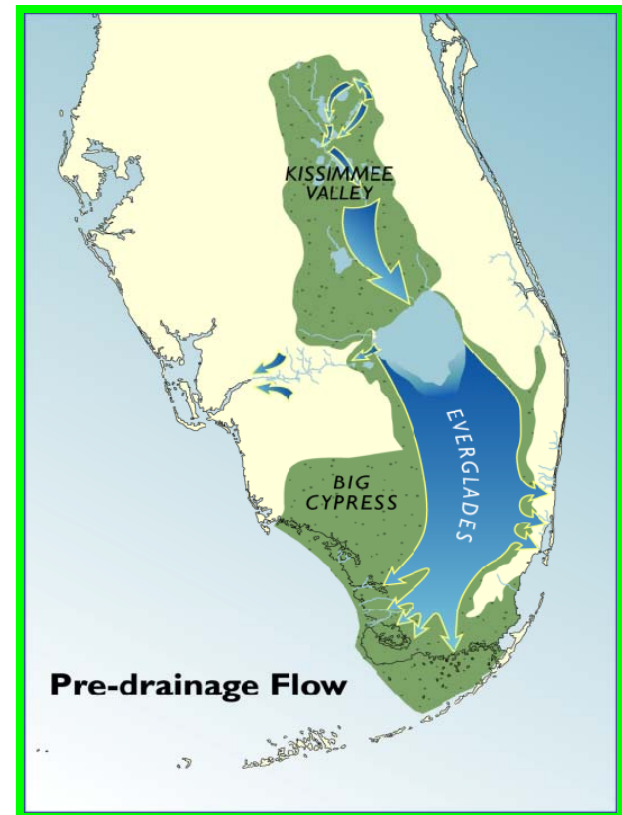 KISSIMMEE
VALLEY
EVERGLADES
BIG
CYPRESS
Pre-drainage Flow